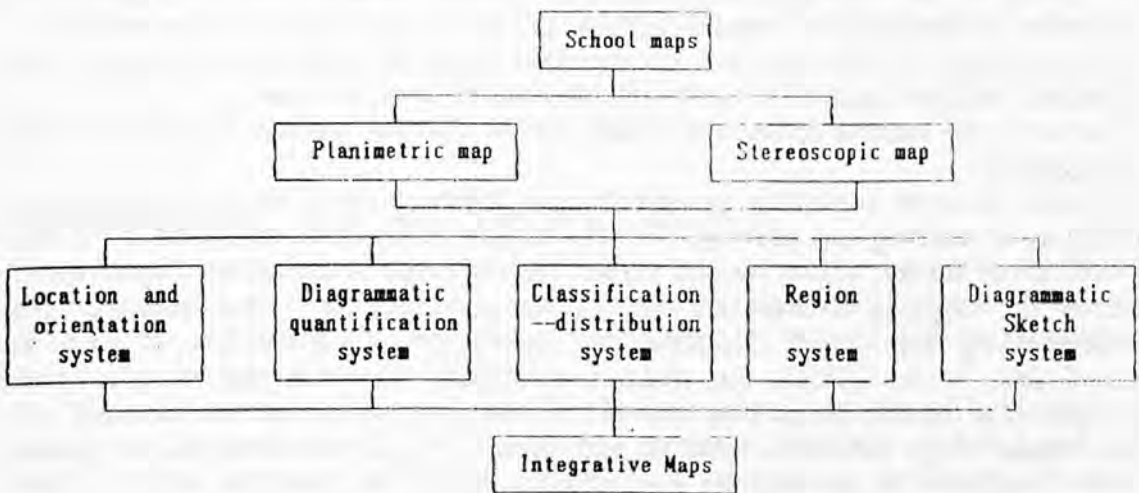 School maps
Planimetric map
Stereoscopic map
Location and
orientation
system
Diagrammatic
quantification
system
Classification
—distribution
system
Region
system
Diagrammatic
Sketch
system
Integrative Maps